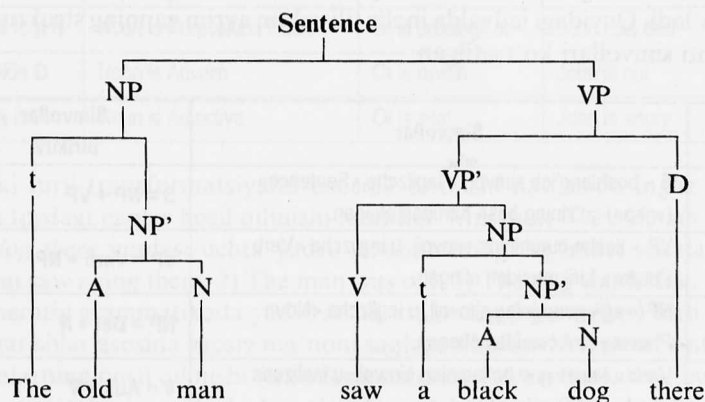 Sentence
NP VP
t VP' D
NP' NP
A N V t NP'
A N
The old man saw a black dog there